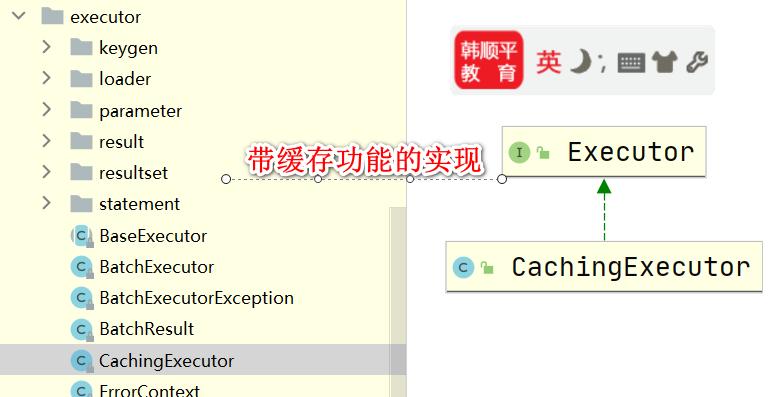 executor
keygen
loader
parameter
result
resultset
statement
BaseExecutor
BatchExecutor
BatchExecutorException
BatchResult
CachingExecutor
ErrorContext
带缓存功能的实现
韩顺平
教 育
英
I Executor
C CachingExecutor